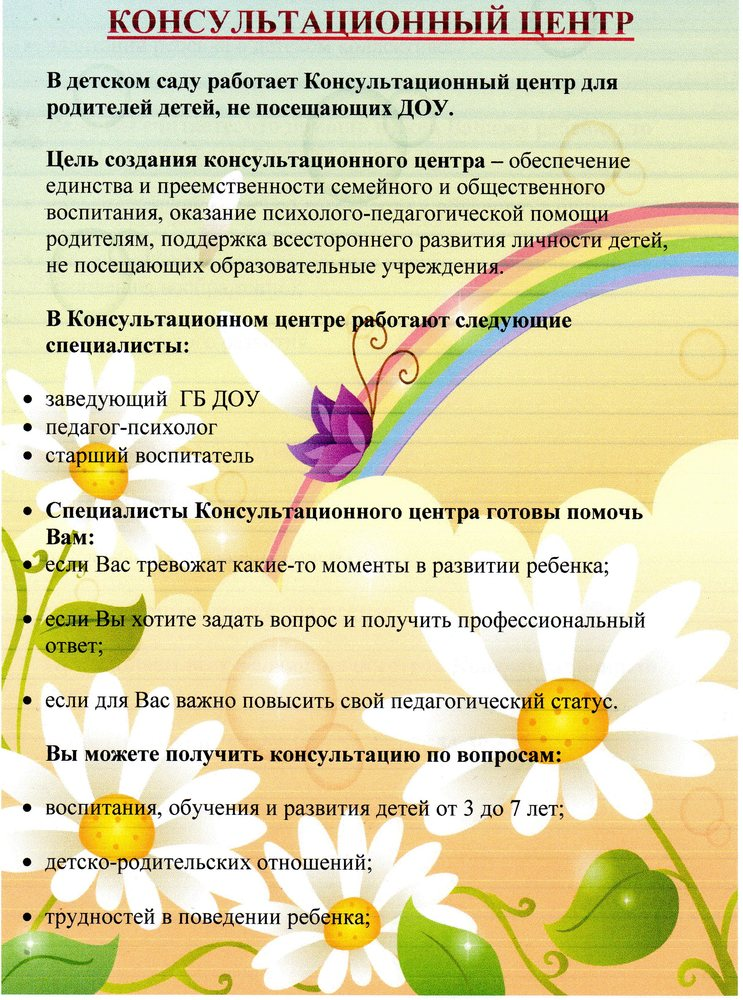 КОНСУЛЬТАЦИОННЫЙ ЦЕНТР
В детском саду работает Консультационный центр для
родителей детей, не посещающих ДОУ.
Цель создания консультационного центра – обеспечение
единства и преемственности семейного и общественного
воспитания, оказание психолого-педагогической помощи
родителям, поддержка всестороннего развития личности детей,
не посещающих образовательные учреждения.
В Консультационном центре работают следующие
специалисты:
• заведующий ГБ ДОУ
• педагог-психолог
• старший воспитатель
• Специалисты Консультационного центра готовы помочь
Вам:
• если Вас тревожат какие-то моменты в развитии ребенка;
• если Вы хотите задать вопрос и получить профессиональный
ответ;
• если для Вас важно повысить свой педагогический статус.
Вы можете получить консультацию по вопросам:
• воспитания, обучения и развития детей от 3 до 7 лет;
• детско-родительских отношений;
• трудностей в поведении ребенка;